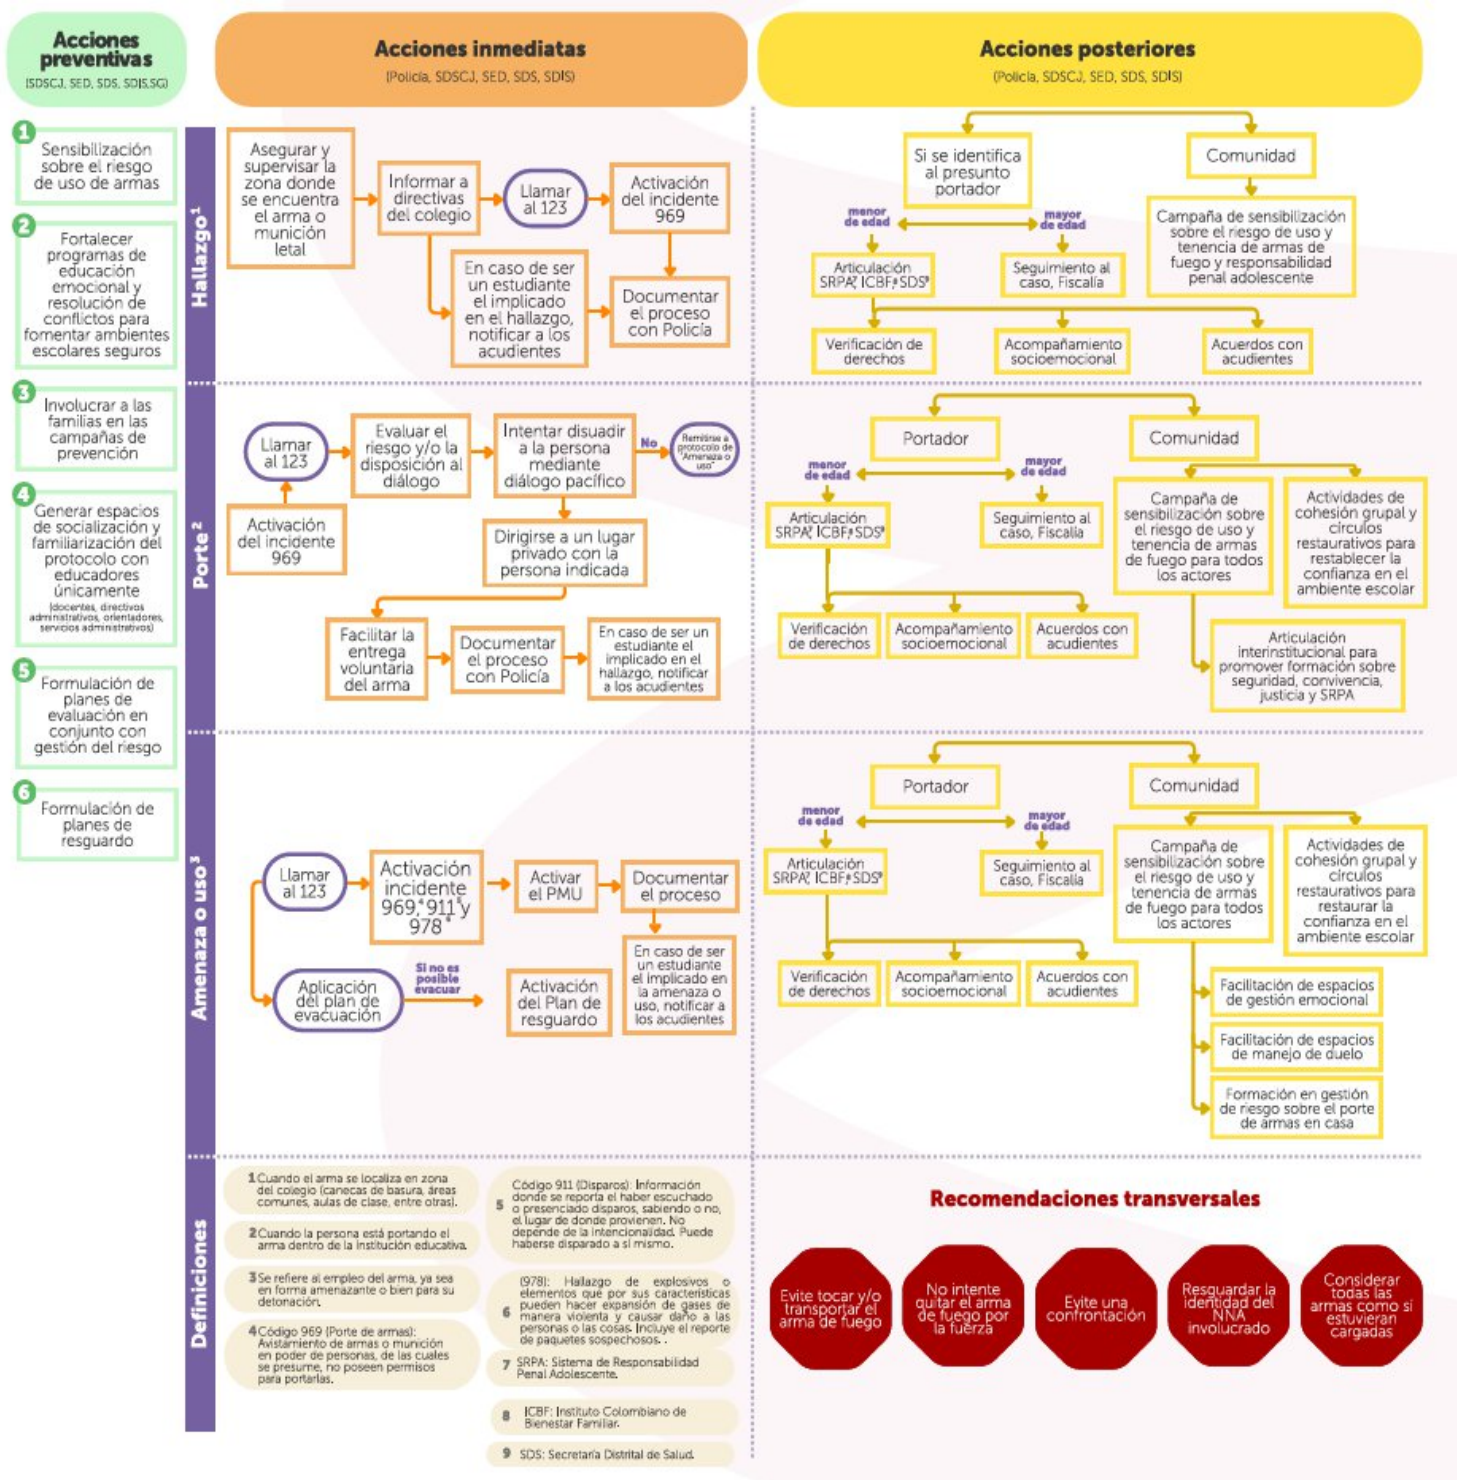 Acciones
preventivas
(SDSCJ, SED, SDS, SDIS,SG)
1
Sensibilización
sobre el riesgo
de uso de armas
2
Fortalecer
programas de
educación
emocional y
resolución de
conflictos para
fomentar ambientes
escolares seguros
3
Involucrar a las
familias en las
campañas de
prevención
4
Generar espacios
de socialización y
familiarización del
protocolo con
educadores
únicamente
(docentes, directivos
administrativos, orientadores,
servicios administrativos)
5
Formulación de
planes de
evaluación en
conjunto con
gestión del riesgo
6
Formulación de
planes de
resguardo
Acciones inmediatas
(Policía, SDSCJ, SED, SDS, SDIS)
Acciones posteriores
(Policía, SDSCJ, SED, SDS, SDIS)
Hallazgo¹
Asegurar y
supervisar la
zona donde
se encuentra
el arma o
munición
letal
Informar a
directivas
del colegio
Llamar
al 123
Activación
del incidente
969
En caso de ser
un estudiante
el implicado
en el hallazgo,
notificar a los
acudientes
Documentar
el proceso
con Policía
Si se identifica
al presunto
portador
Comunidad
menor
de edad
mayor
de edad
Articulación
SRPA⁷, ICBF⁸, SDS⁹
Seguimiento al
caso, Fiscalía
Campaña de sensibilización
sobre el riesgo de uso y
tenencia de armas de
fuego y responsabilidad
penal adolescente
Verificación de
derechos
Acompañamiento
socioemocional
Acuerdos con
acudientes
Porte²
Llamar
al 123
Evaluar el
riesgo y/o la
disposición al
diálogo
Intentar disuadir
a la persona
mediante
diálogo pacífico
No
Remitirse a
protocolo de
"Amenaza o
uso"
Activación
del incidente
969
Dirigirse a un lugar
privado con la
persona indicada
Facilitar la
entrega
voluntaria
del arma
Documentar
el proceso
con Policía
En caso de ser un
estudiante el
implicado en el
hallazgo, notificar
a los acudientes
Portador
Comunidad
menor
de edad
mayor
de edad
Articulación
SRPA⁷, ICBF⁸, SDS⁹
Seguimiento al
caso, Fiscalía
Campaña de
sensibilización sobre
el riesgo de uso y
tenencia de armas
de fuego para todos
los actores
Actividades de
cohesión grupal y
círculos
restaurativos para
restablecer la
confianza en el
ambiente escolar
Verificación
de derechos
Acompañamiento
socioemocional
Acuerdos con
acudientes
Articulación
interinstitucional para
promover formación sobre
seguridad, convivencia,
justicia y SRPA
Amenaza o uso³
Llamar
al 123
Activación
incidente
969,⁴ 911⁵y
978⁶
Activar
el PMU
Documentar
el proceso
Aplicación
del plan de
evacuación
Si no es
posible
evacuar
Activación
del Plan de
resguardo
En caso de ser
un estudiante
el implicado en
la amenaza o
uso, notificar a
los acudientes
Portador
Comunidad
menor
de edad
mayor
de edad
Articulación
SRPA⁷, ICBF⁸, SDS⁹
Seguimiento al
caso, Fiscalía
Campaña de
sensibilización sobre
el riesgo de uso y
tenencia de armas
de fuego para todos
los actores
Actividades de
cohesión grupal y
círculos
restaurativos para
restaurar la
confianza en el
ambiente escolar
Verificación
de derechos
Acompañamiento
socioemocional
Acuerdos con
acudientes
Facilitación de espacios
de gestión emocional
Facilitación de espacios
de manejo de duelo
Formación en gestión
de riesgo sobre el porte
de armas en casa
Definiciones
1 Cuando el arma se localiza en zona
del colegio (canecas de basura, áreas
comunes, aulas de clase, entre otras).
2 Cuando la persona está portando el
arma dentro de la institución educativa.
3 Se refiere al empleo del arma, ya sea
en forma amenazante o bien para su
detonación.
4 Código 969 (Porte de armas):
Avistamiento de armas o munición
en poder de personas, de las cuales
se presume, no poseen permisos
para portarlas.
5 Código 911 (Disparos): Información
donde se reporta el haber escuchado
o presenciado disparos, sabiendo o no,
el lugar de donde provienen. No
depende de la intencionalidad. Puede
haberse disparado a sí mismo.
6 (978): Hallazgo de explosivos o
elementos que por sus características
pueden hacer expansión de gases de
manera violenta y causar daño a las
personas o las cosas. Incluye el reporte
de paquetes sospechosos. .
7 SRPA: Sistema de Responsabilidad
Penal Adolescente.
8 ICBF: Instituto Colombiano de
Bienestar Familiar.
9 SDS: Secretaría Distrital de Salud.
Recomendaciones transversales
Evite tocar y/o
transportar el
arma de fuego
No intente
quitar el arma
de fuego por
la fuerza
Evite una
confrontación
Resguardar la
identidad del
NNA
involucrado
Considerar
todas las
armas como si
estuvieran
cargadas